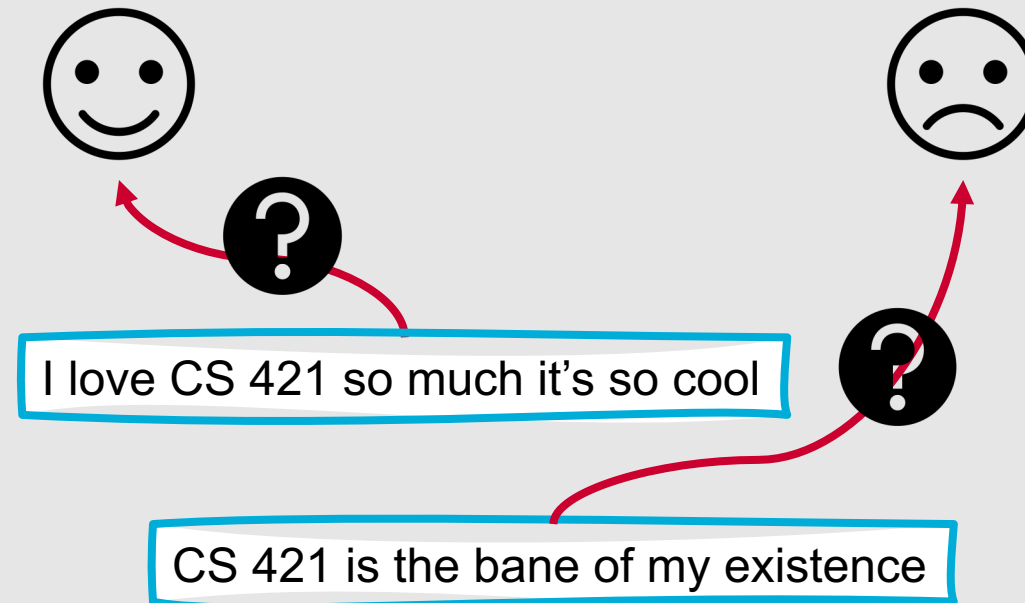 ?
I love CS 421 so much it’s so cool
?
CS 421 is the bane of my existence